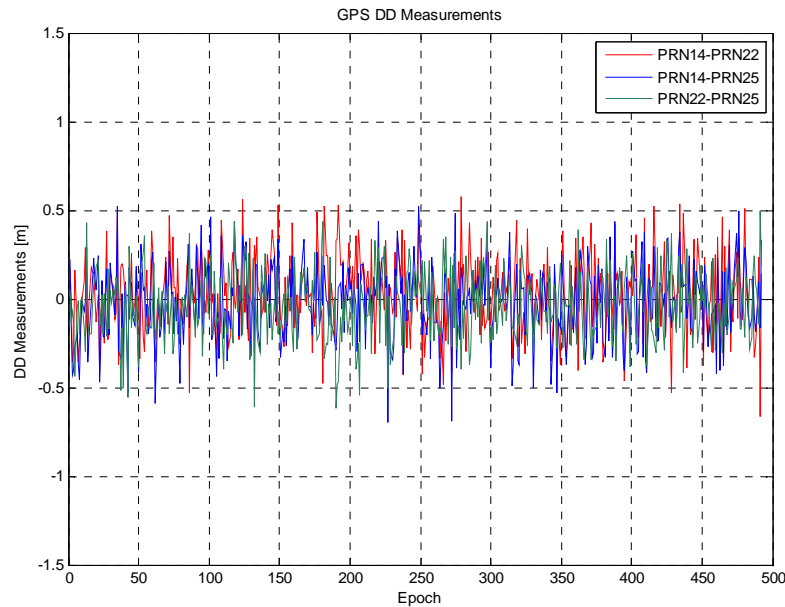 GPS DD Measurements
PRN14-PRN22
PRN14-PRN25
PRN22-PRN25
DD Measurements [m]
1.5
1
0.5
0
-0.5
-1
-1.5
0 50 100 150 200 250 300 350 400 450 500
Epoch